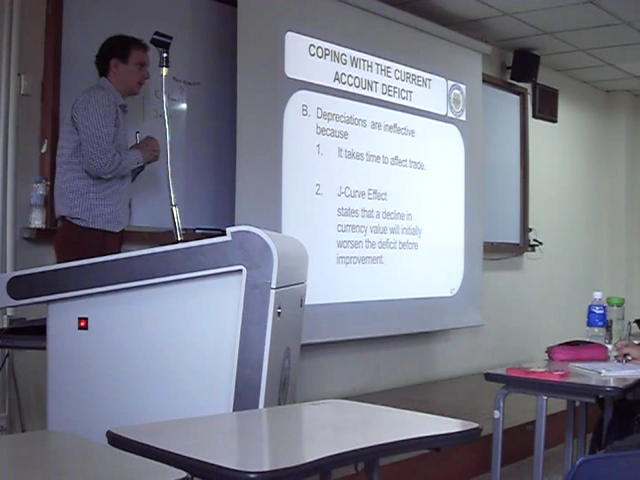 COPING WITH THE CURRENT
ACCOUNT DEFICIT
B. Depreciations are ineffective
because
1. It takes time to affect trade.
2. J-Curve Effect
states that a decline in
currency value will initially
worsen the deficit before
improvement.